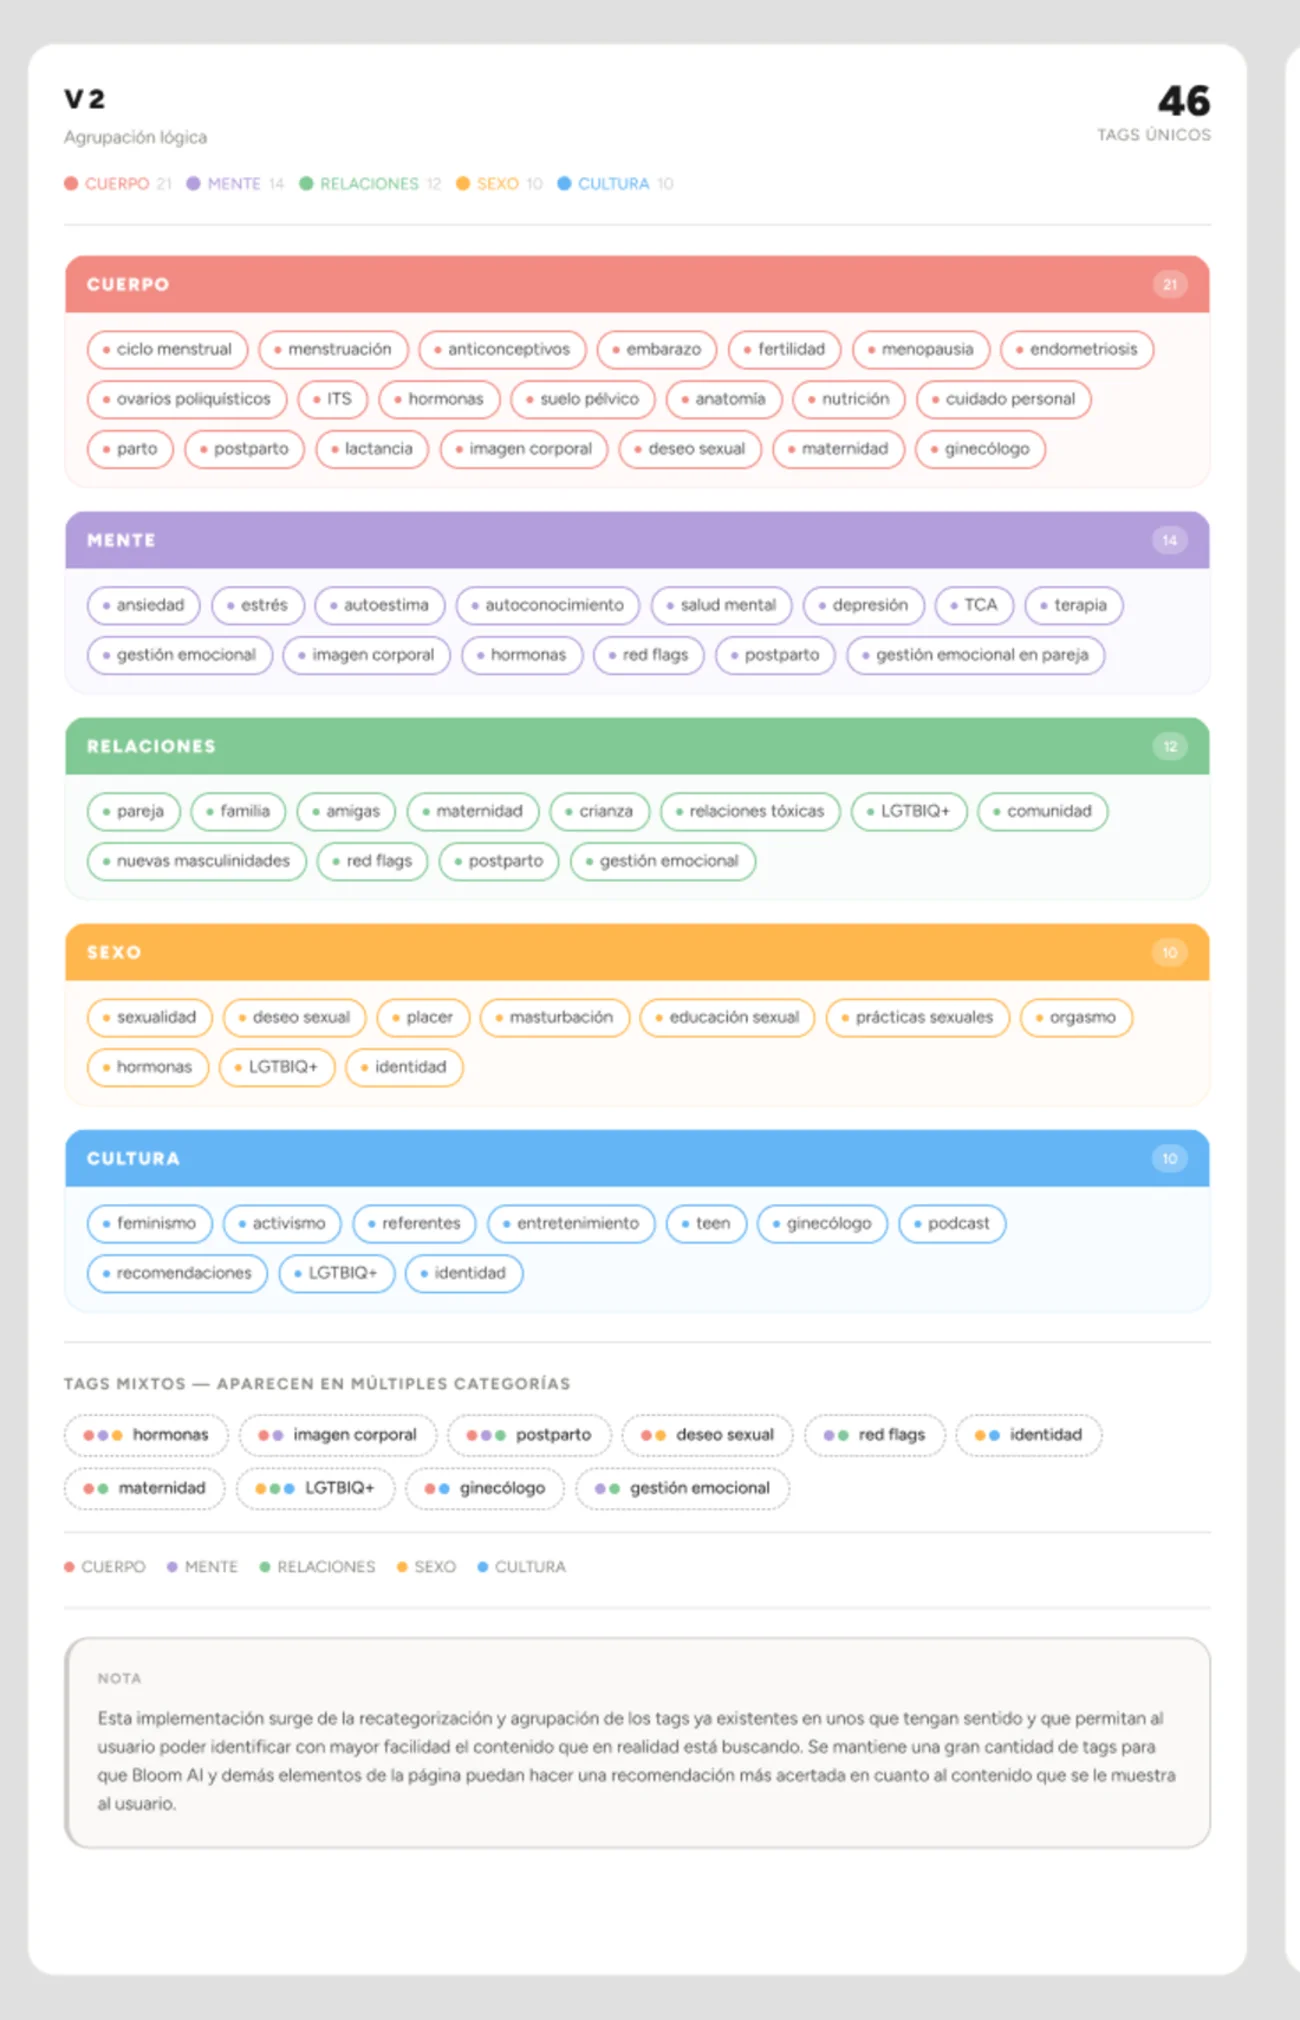 V2
46
Agrupación lógica
TAGS ÚNICOS
CUERPO 21 MENTE 14 RELACIONES 12 SEXO 10 CULTURA 10
CUERPO 21
ciclo menstrual menstruación anticonceptivos embarazo fertilidad menopausia endometriosis
ovarios poliquísticos ITS hormonas suelo pélvico anatomía nutrición cuidado personal
parto postparto lactancia imagen corporal deseo sexual maternidad ginecólogo
MENTE 14
ansiedad estrés autoestima autoconocimiento salud mental depresión TCA terapia
gestión emocional imagen corporal hormonas red flags postparto gestión emocional en pareja
RELACIONES 12
pareja familia amigas maternidad crianza relaciones tóxicas LGTBIQ+ comunidad
nuevas masculinidades red flags postparto gestión emocional
SEXO 10
sexualidad deseo sexual placer masturbación educación sexual prácticas sexuales orgasmo
hormonas LGTBIQ+ identidad
CULTURA 10
feminismo activismo referentes entretenimiento teen ginecólogo podcast
recomendaciones LGTBIQ+ identidad
TAGS MIXTOS — APARECEN EN MÚLTIPLES CATEGORÍAS
hormonas imagen corporal postparto deseo sexual red flags identidad
maternidad LGTBIQ+ ginecólogo gestión emocional
CUERPO MENTE RELACIONES SEXO CULTURA
NOTA
Esta implementación surge de la recategorización y agrupación de los tags ya existentes en unos que tengan sentido y que permitan al
usuario poder identificar con mayor facilidad el contenido que en realidad está buscando. Se mantiene una gran cantidad de tags para
que Bloom AI y demás elementos de la página puedan hacer una recomendación más acertada en cuanto al contenido que se le muestra
al usuario.